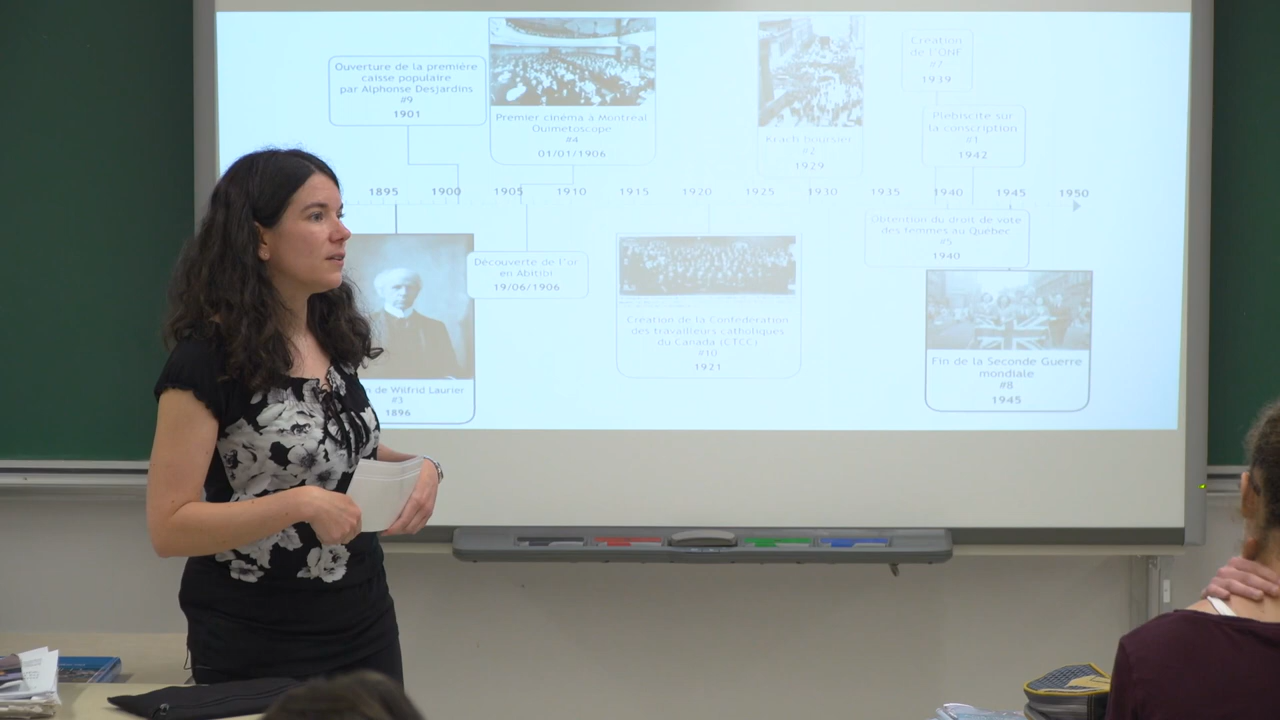 Ouverture de la première
caisse populaire
par Alphonse Desjardins
#9
1901
Premier cinéma à Montréal
Ouimetoscope
#4
01/01/1906
Krach boursier
#2
1929
Création
de l'ONF
#7
1939
Plébiscite sur
la conscription
#1
1942
1895 1900 1905 1910 1915 1920 1925 1930 1935 1940 1945 1950
de Wilfrid Laurier
#3
1896
Découverte de l'or
en Abitibi
19/06/1906
Création de la Confédération
des travailleurs catholiques
du Canada (CTCC)
#10
1921
Obtention du droit de vote
des femmes au Québec
#5
1940
Fin de la Seconde Guerre
mondiale
#8
1945